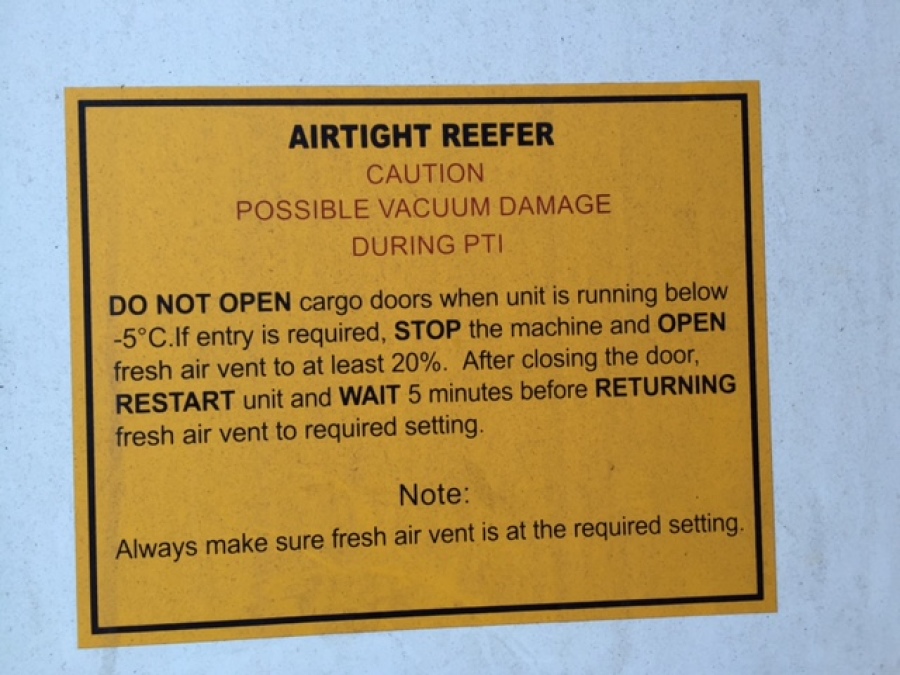 AIRTIGHT REEFER
CAUTION
POSSIBLE VACUUM DAMAGE
DURING PTI
DO NOT OPEN cargo doors when unit is running below
-5°C.If entry is required, STOP the machine and OPEN
fresh air vent to at least 20%. After closing the door,
RESTART unit and WAIT 5 minutes before RETURNING
fresh air vent to required setting.
Note:
Always make sure fresh air vent is at the required setting.